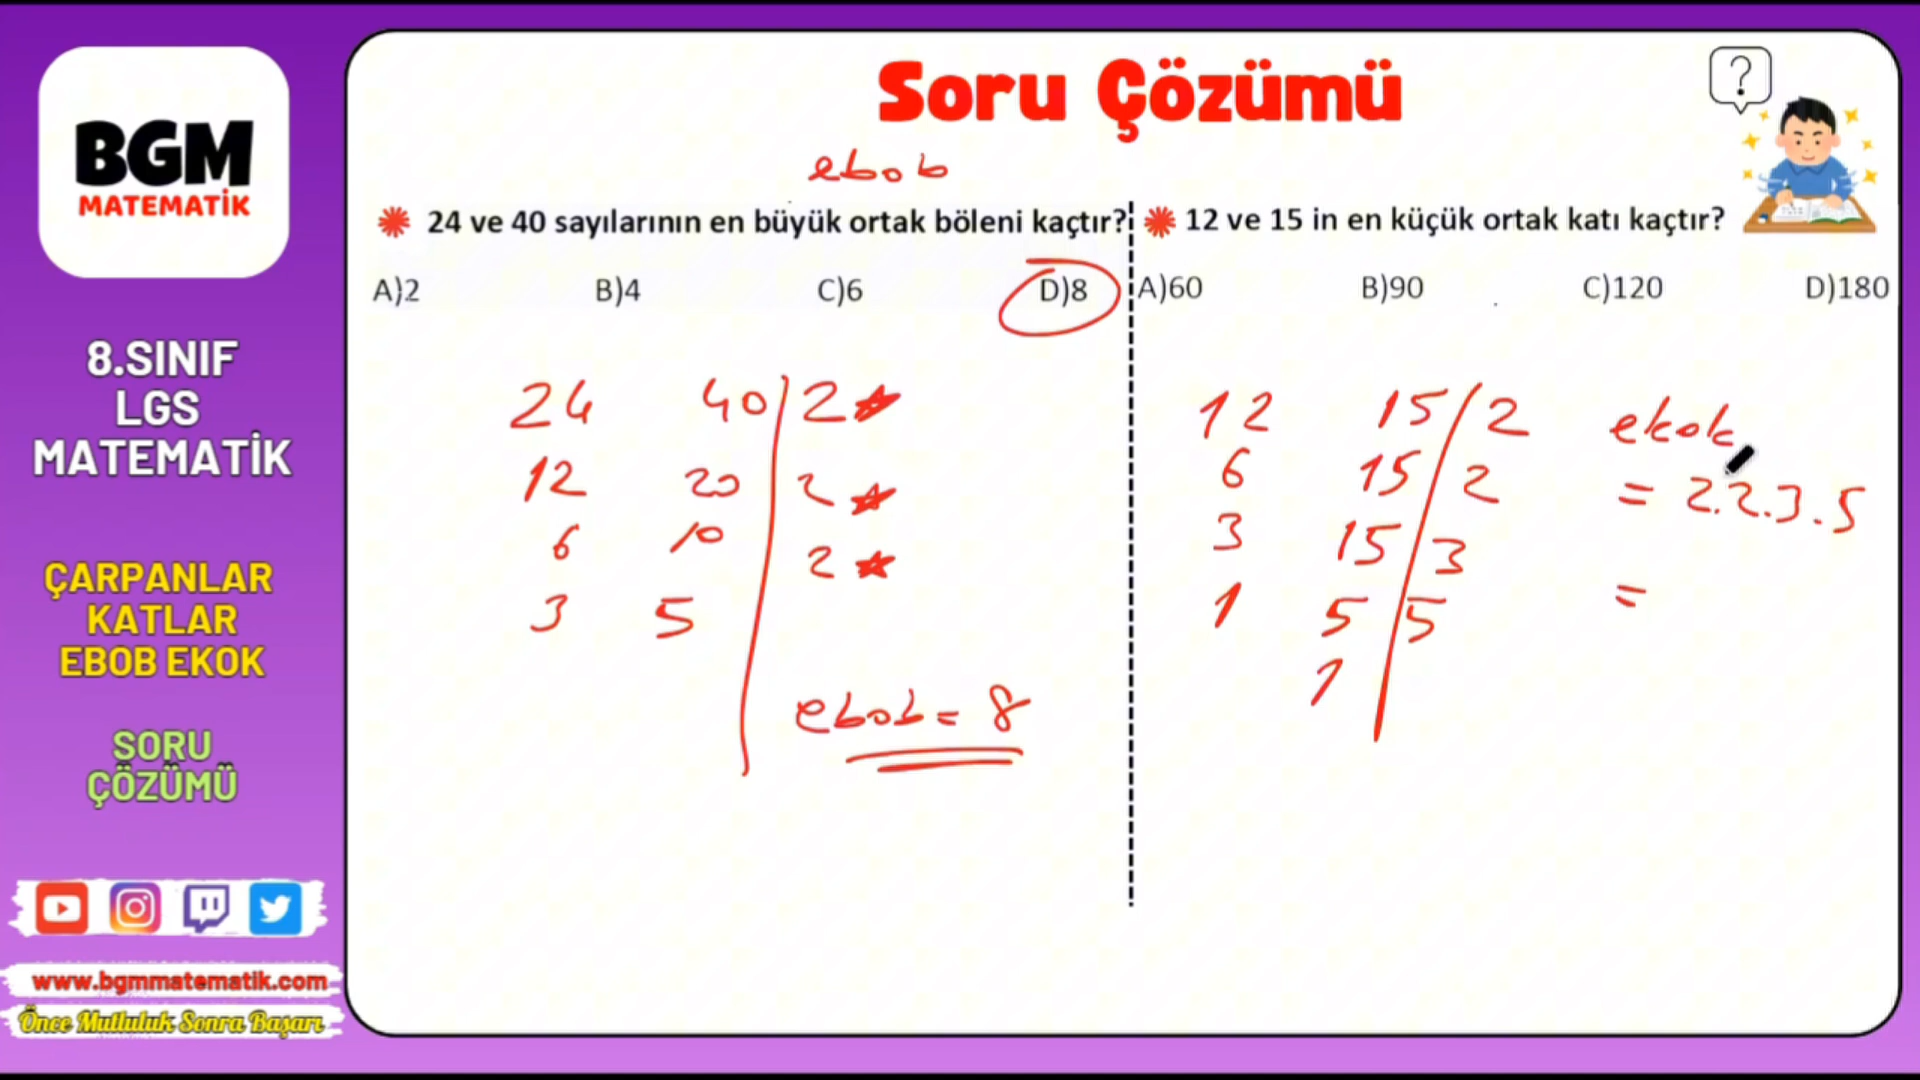 BGM
MATEMATİK
8.SINIF
LGS
MATEMATİK
ÇARPANLAR
KATLAR
EBOB EKOK
SORU
ÇÖZÜMÜ
www.bgmmatematik.com
Önce Mutluluk Sonra Başarı
Soru Çözümü
?
ebob
24 ve 40 sayılarının en büyük ortak böleni kaçtır?
A)2 B)4 C)6 D)8
24 40 2
12 20 2
6 10 2
3 5
ebob = 8
12 ve 15 in en küçük ortak katı kaçtır?
A)60 B)90 C)120 D)180
12 15 2
6 15 2
3 15 3
1 5 5
1
ekok
= 2.2.3.5
=